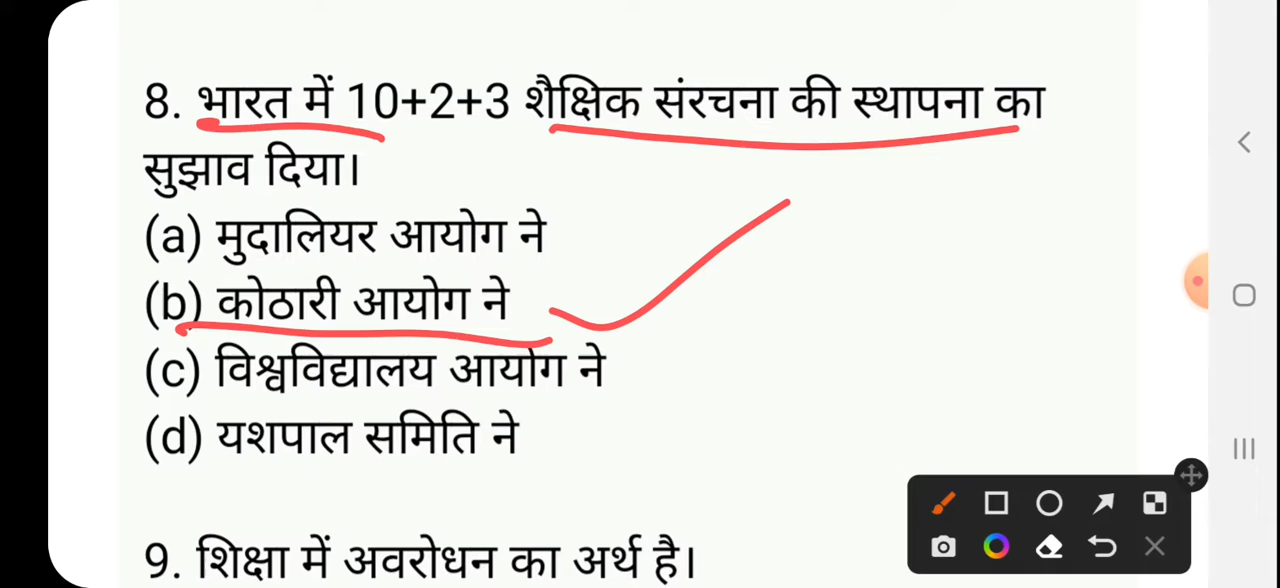 8. भारत में 10+2+3 शैक्षिक संरचना की स्थापना का
सुझाव दिया।
(a) मुदालियर आयोग ने
(b) कोठारी आयोग ने
(c) विश्वविद्यालय आयोग ने
(d) यशपाल समिति ने
9. शिक्षा में अवरोधन का अर्थ है।